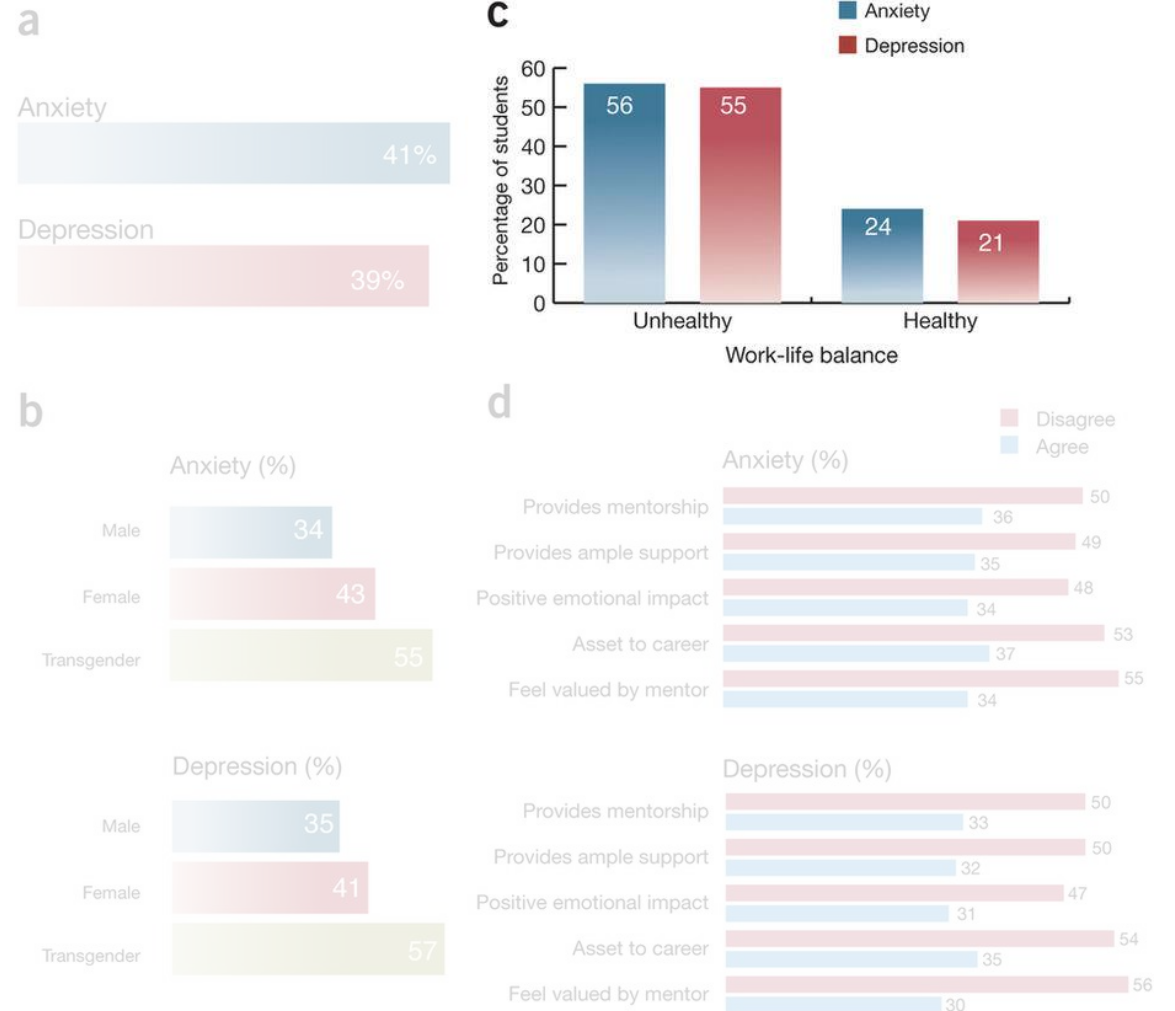 a
Anxiety
41%
Depression
39%
c
Anxiety
Depression
Percentage of students
60
50
40
30
20
10
0
56
55
24
21
Unhealthy
Healthy
Work-life balance
b
Anxiety (%)
Male
34
Female
43
Transgender
55
Depression (%)
Male
35
Female
41
Transgender
57
d
Disagree
Agree
Anxiety (%)
Provides mentorship
50
36
Provides ample support
49
35
Positive emotional impact
48
34
Asset to career
53
37
Feel valued by mentor
55
34
Depression (%)
Provides mentorship
50
33
Provides ample support
50
32
Positive emotional impact
47
31
Asset to career
54
35
Feel valued by mentor
56
30